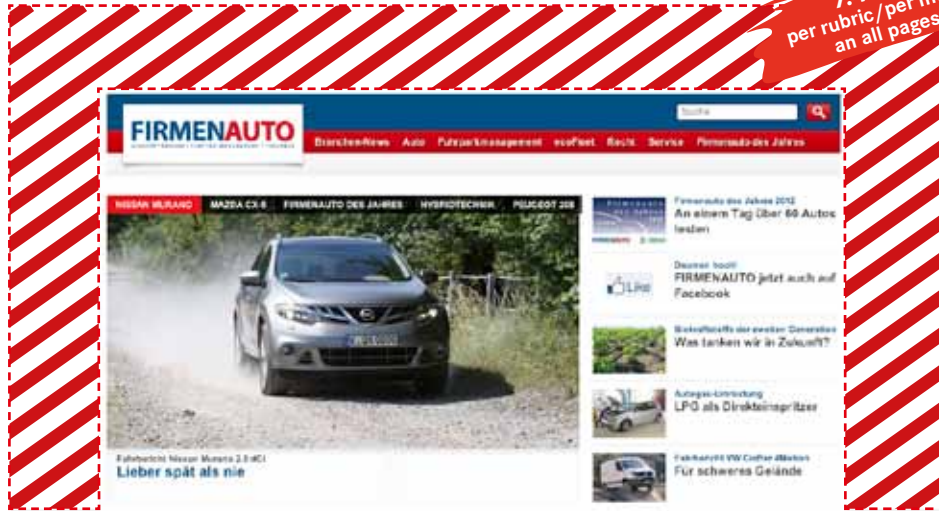 per rubric/per m
an all pages
Suche
FIRMENAUTO
Branchen-News Auto Fuhrparkmanagement ecoFleet Recht Service Firmenauto des Jahres
NISSAN MURANO MAZDA CX-5 FIRMENAUTO DES JAHRES HYBRIDTECHNIK PEUGEOT 208
Firmenauto des Jahres 2012
An einem Tag über 60 Autos
testen
Daumen hoch!
FIRMENAUTO jetzt auch auf
Facebook
Like
Biokraftstoffe der zweiten Generation
Was tanken wir in Zukunft?
Autogas-Umrüstung
LPG als Direkteinspritzer
Fahrbericht VW Crafter 4Motion
Für schweres Gelände
Fahrbericht Nissan Murano 2.5 dCi
Lieber spät als nie